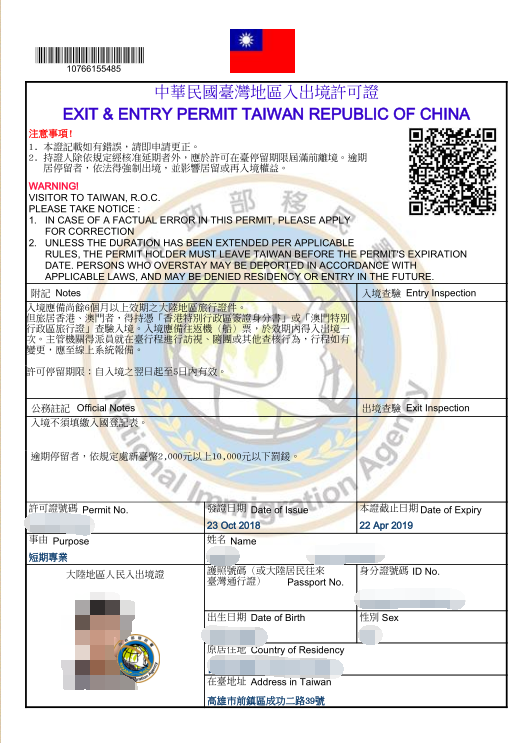 10766155485
中華民國臺灣地區入出境許可證
EXIT & ENTRY PERMIT TAIWAN REPUBLIC OF CHINA
注意事項!
1. 本證記載如有錯誤，請即申請更正。
2. 持證人除依規定經核准延期者外，應於許可在臺停留期限屆滿前離境。逾期
居停留者，依法得強制出境，並影響居留或再入境權益。
WARNING!
VISITOR TO TAIWAN, R.O.C.
PLEASE TAKE NOTICE :
1. IN CASE OF A FACTUAL ERROR IN THIS PERMIT, PLEASE APPLY
FOR CORRECTION
2. UNLESS THE DURATION HAS BEEN EXTENDED PER APPLICABLE
RULES, THE PERMIT HOLDER MUST LEAVE TAIWAN BEFORE THE PERMIT'S EXPIRATION
DATE. PERSONS WHO OVERSTAY MAY BE DEPORTED IN ACCORDANCE WITH
APPLICABLE LAWS, AND MAY BE DENIED RESIDENCY OR ENTRY IN THE FUTURE.
附記 Notes
入境查驗 Entry Inspection
入境應備尚餘6個月以上效期之大陸地區旅行證件。
但旅居香港、澳門者，得持憑「香港特別行政區簽證身分書」或「澳門特別
行政區旅行證」查驗入境。入境應備往返機（船）票，於效期內得入出境一
次。主管機關得派員就在臺行程進行訪視、隨團或其他查核行為，行程如有
變更，應至線上系統報備。
許可停留期限：自入境之翌日起至5日內有效。
公務註記 Official Notes
出境查驗 Exit Inspection
入境不須填繳入國登記表。
逾期停留者，依規定處新臺幣2,000元以上10,000元以下罰鍰。
許可證號碼 Permit No.
發證日期 Date of Issue
本證截止日期 Date of Expiry
23 Oct 2018
22 Apr 2019
事由 Purpose
姓名 Name
短期專業
大陸地區人民入出境證
護照號碼（或大陸居民往來
臺灣通行證） Passport No.
身分證號碼 ID No.
出生日期 Date of Birth
性別 Sex
原居住地 Country of Residency
在臺地址 Address in Taiwan
高雄市前鎮區成功二路39號
內政部移民署
National Immigration Agency